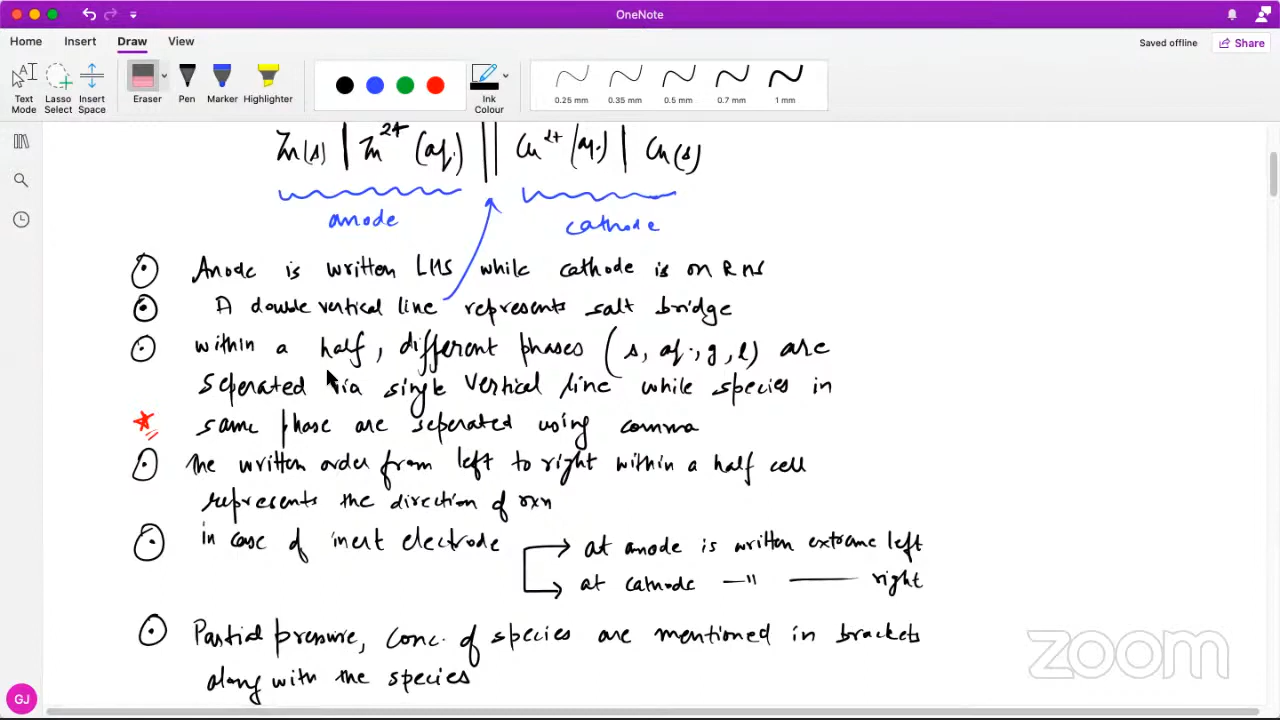 OneNote
Home Insert Draw View
Saved offline
Share
Text Mode
Lasso Select
Insert Space
Eraser
Pen
Marker
Highlighter
Ink Colour
0.25 mm
0.35 mm
0.5 mm
0.7 mm
1 mm
Zn(s) | Zn²⁺ (aq.) || Cu²⁺ (aq.) | Cu(s)
anode cathode
Anode is written LHS while cathode is on RHS
A double vertical line represents salt bridge
within a half, different phases (s, aq., g, l) are
seperated via single vertical line while species in
same phase are seperated using comma
the written order from left to right within a half cell
represents the direction of rxn
in case of inert electrode
at anode is written extreme left
at cathode —"— right
Partial pressure, conc. of species are mentioned in brackets
along with the species
zoom
GJ